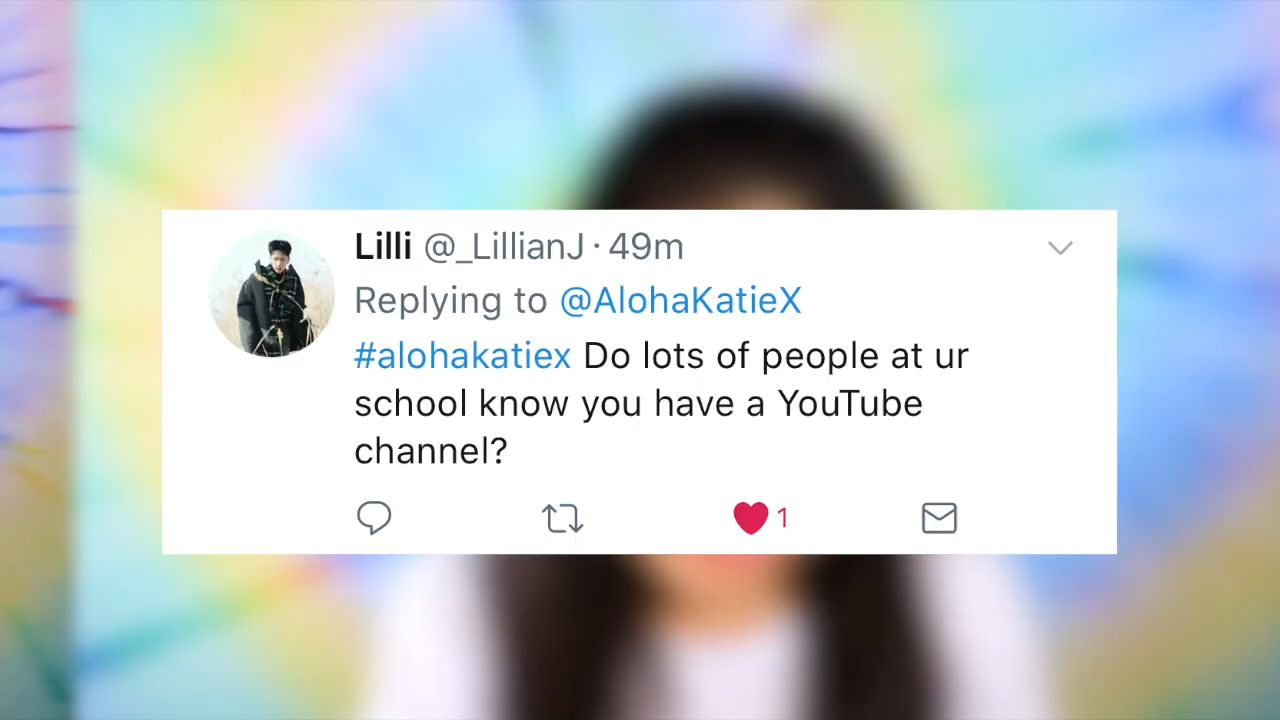 Lilli @_LillianJ · 49m
Replying to @AlohaKatieX
#alohakatiex Do lots of people at ur
school know you have a YouTube
channel?
1